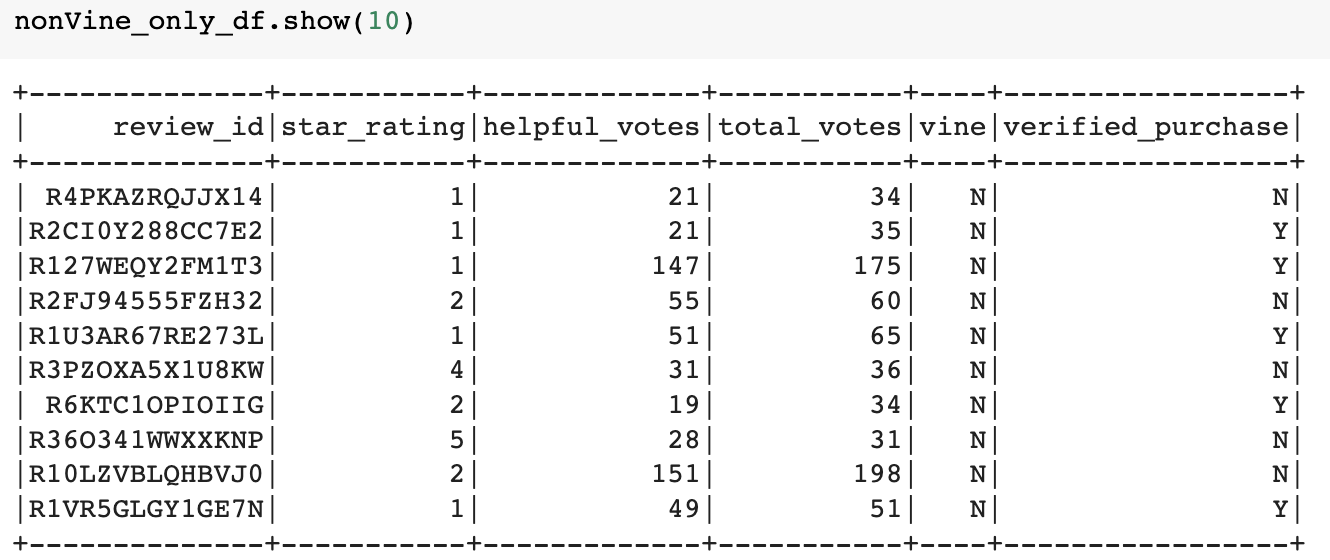 nonVine_only_df.show(10)
+--------------+-----------+-------------+-----------+----+-----------------+
|     review_id|star_rating|helpful_votes|total_votes|vine|verified_purchase|
+--------------+-----------+-------------+-----------+----+-----------------+
| R4PKAZRQJJX14|          1|           21|         34|   N|                N|
|R2CI0Y288CC7E2|          1|           21|         35|   N|                Y|
|R127WEQY2FM1T3|          1|          147|        175|   N|                Y|
|R2FJ94555FZH32|          2|           55|         60|   N|                N|
|R1U3AR67RE273L|          1|           51|         65|   N|                Y|
|R3PZOXA5X1U8KW|          4|           31|         36|   N|                N|
| R6KTC1OPIOIIG|          2|           19|         34|   N|                Y|
|R36O341WWXXKNP|          5|           28|         31|   N|                N|
|R10LZVBLQHBVJ0|          2|          151|        198|   N|                N|
|R1VR5GLGY1GE7N|          1|           49|         51|   N|                Y|
+--------------+-----------+-------------+-----------+----+-----------------+